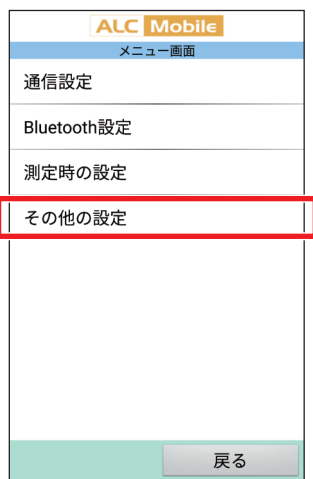 ALC Mobile
メニュー画面
通信設定
Bluetooth設定
測定時の設定
その他の設定
戻る